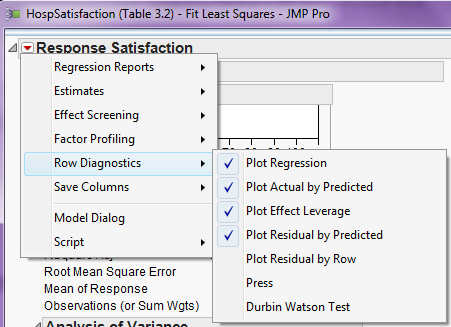 HospSatisfaction (Table 3.2) - Fit Least Squares - JMP Pro
Response Satisfaction
Regression Reports
Estimates
Effect Screening
Factor Profiling
Row Diagnostics
Save Columns
Model Dialog
Script
Plot Regression
Plot Actual by Predicted
Plot Effect Leverage
Plot Residual by Predicted
Plot Residual by Row
Press
Durbin Watson Test
Root Mean Square Error
Mean of Response
Observations (or Sum Wgts)
Analysis of Variance